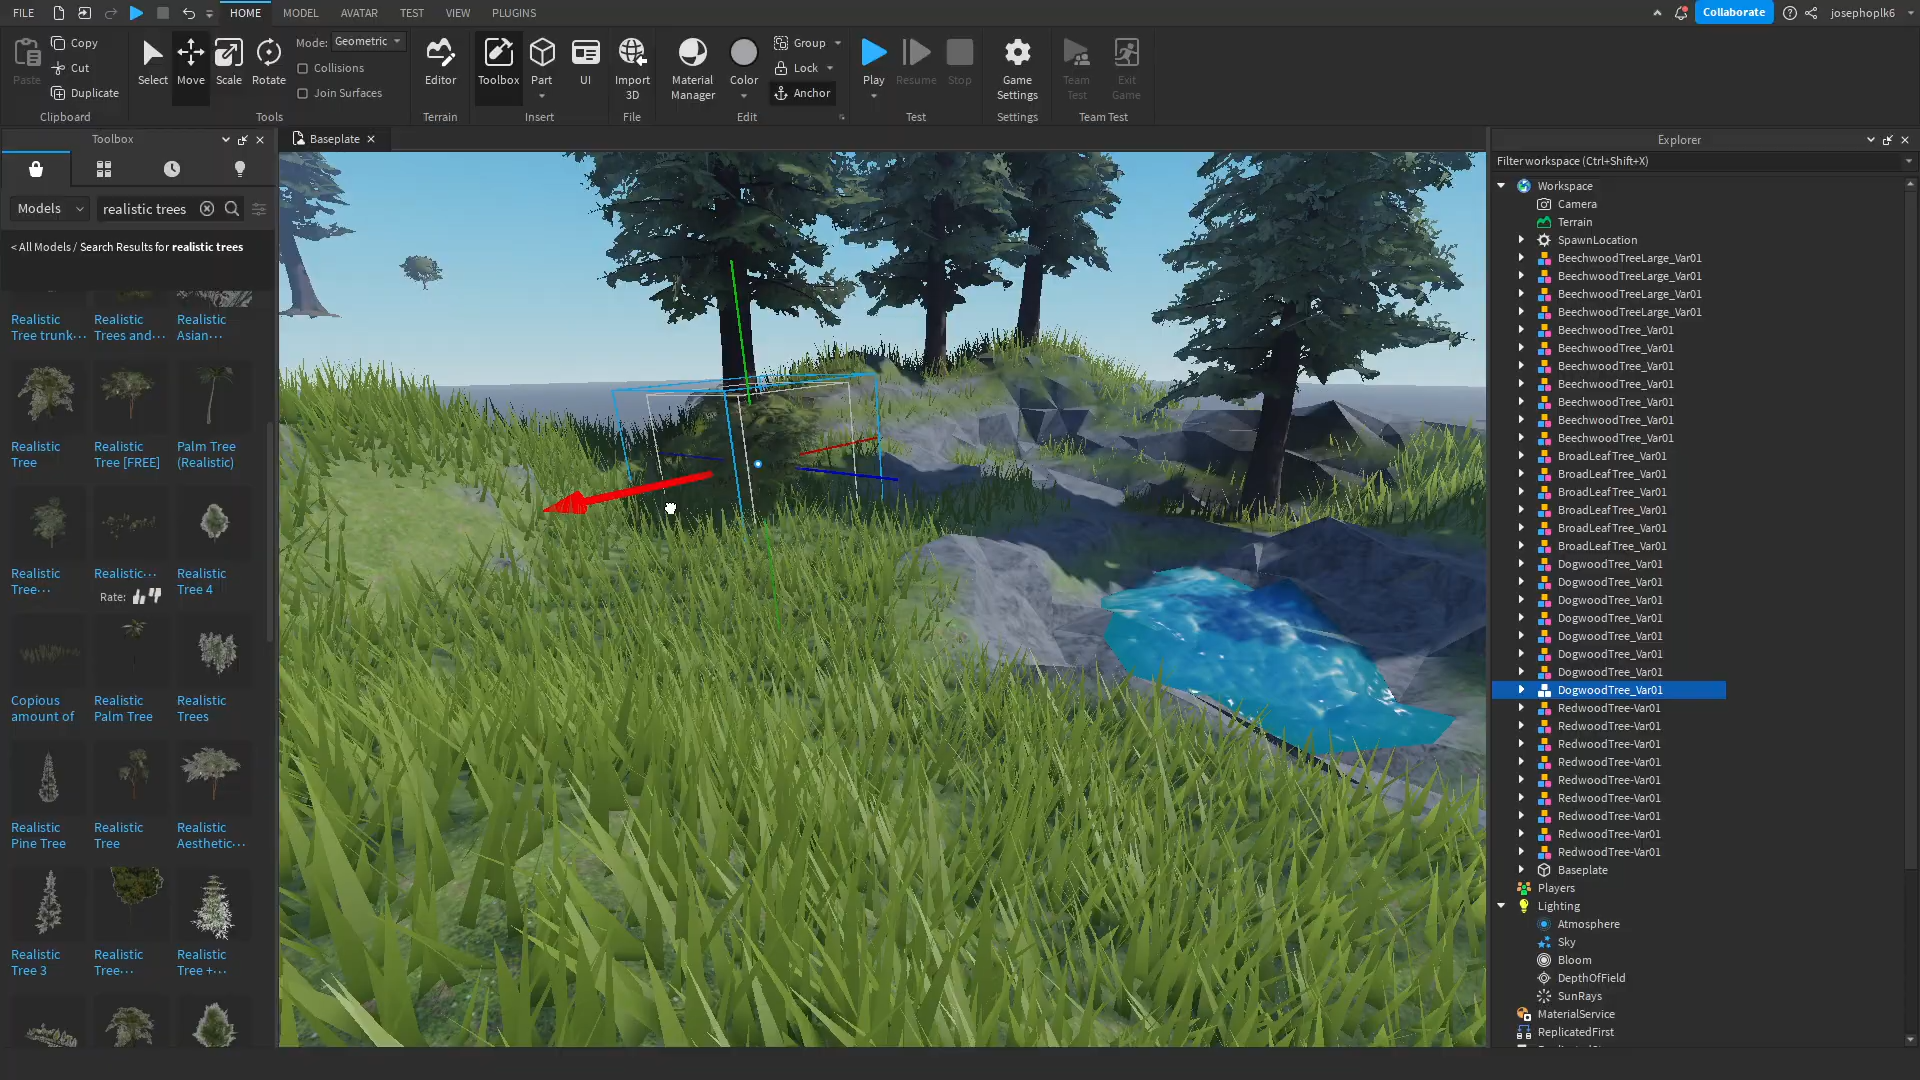 FILE
HOME
MODEL
AVATAR
TEST
VIEW
PLUGINS
Collaborate
josephoplk6
Paste
Copy
Cut
Duplicate
Clipboard
Select
Move
Scale
Rotate
Mode:
Geometric
Collisions
Join Surfaces
Tools
Editor
Terrain
Toolbox
Part
UI
Insert
Import
3D
File
Material
Manager
Color
Group
Lock
Anchor
Edit
Play
Resume
Stop
Test
Game
Settings
Settings
Team
Test
Exit
Game
Team Test
Toolbox
Models
realistic trees
< All Models / Search Results for realistic trees
Realistic
Tree trunk···
Realistic
Trees and···
Realistic
Asian···
Realistic
Tree
Realistic
Tree [FREE]
Palm Tree
(Realistic)
Realistic
Tree···
Realistic···
Rate:
Realistic
Tree 4
Copious
amount of
Realistic
Palm Tree
Realistic
Trees
Realistic
Pine Tree
Realistic
Tree
Realistic
Aesthetic···
Realistic
Tree 3
Realistic
Tree···
Realistic
Tree +···
Baseplate
Explorer
Filter workspace (Ctrl+Shift+X)
Workspace
Camera
Terrain
SpawnLocation
BeechwoodTreeLarge_Var01
BeechwoodTreeLarge_Var01
BeechwoodTreeLarge_Var01
BeechwoodTreeLarge_Var01
BeechwoodTree_Var01
BeechwoodTree_Var01
BeechwoodTree_Var01
BeechwoodTree_Var01
BeechwoodTree_Var01
BeechwoodTree_Var01
BeechwoodTree_Var01
BroadLeafTree_Var01
BroadLeafTree_Var01
BroadLeafTree_Var01
BroadLeafTree_Var01
BroadLeafTree_Var01
BroadLeafTree_Var01
DogwoodTree_Var01
DogwoodTree_Var01
DogwoodTree_Var01
DogwoodTree_Var01
DogwoodTree_Var01
DogwoodTree_Var01
DogwoodTree_Var01
DogwoodTree_Var01
RedwoodTree-Var01
RedwoodTree-Var01
RedwoodTree-Var01
RedwoodTree-Var01
RedwoodTree-Var01
RedwoodTree-Var01
RedwoodTree-Var01
RedwoodTree-Var01
RedwoodTree-Var01
Baseplate
Players
Lighting
Atmosphere
Sky
Bloom
DepthOfField
SunRays
MaterialService
ReplicatedFirst